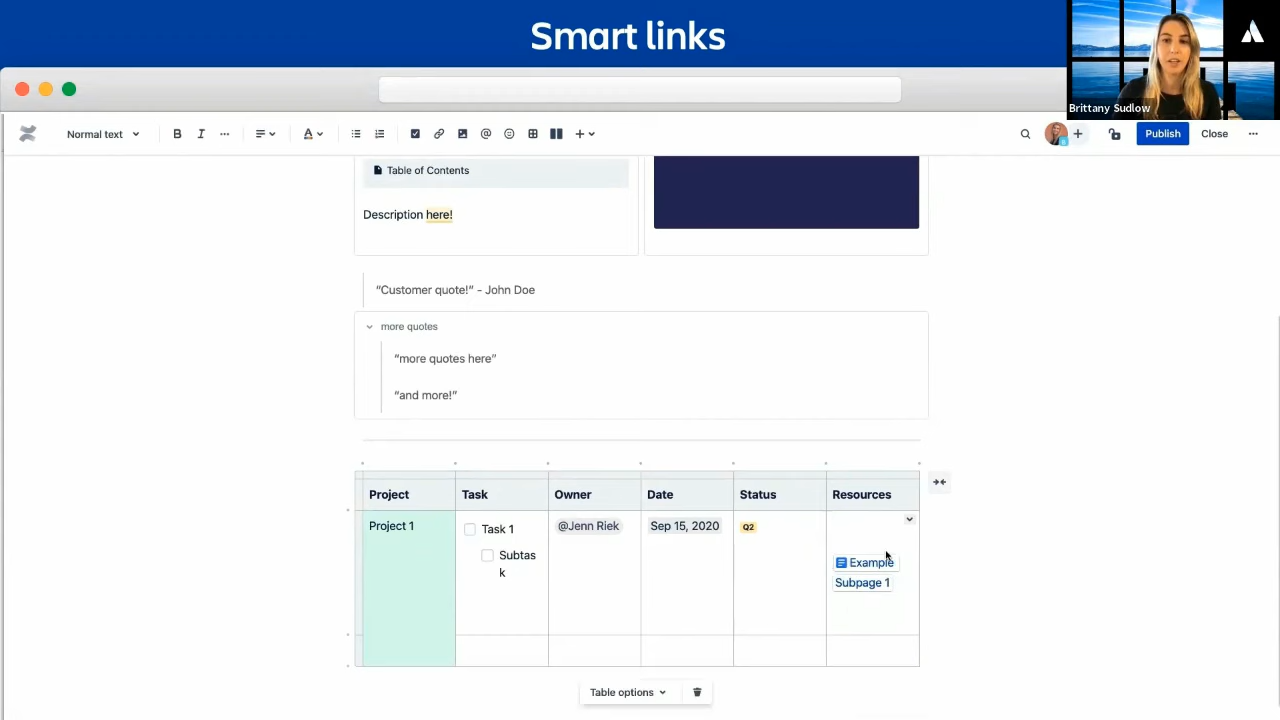 Smart links
Brittany Sudlow
Normal text
B
I
A
Publish
Close
Table of Contents
Description here!
“Customer quote!” - John Doe
more quotes
“more quotes here”
“and more!”
Project Task Owner Date Status Resources
Project 1
Task 1
@Jenn Riek
Sep 15, 2020
Q2
Subtas
k
Example
Subpage 1
Table options